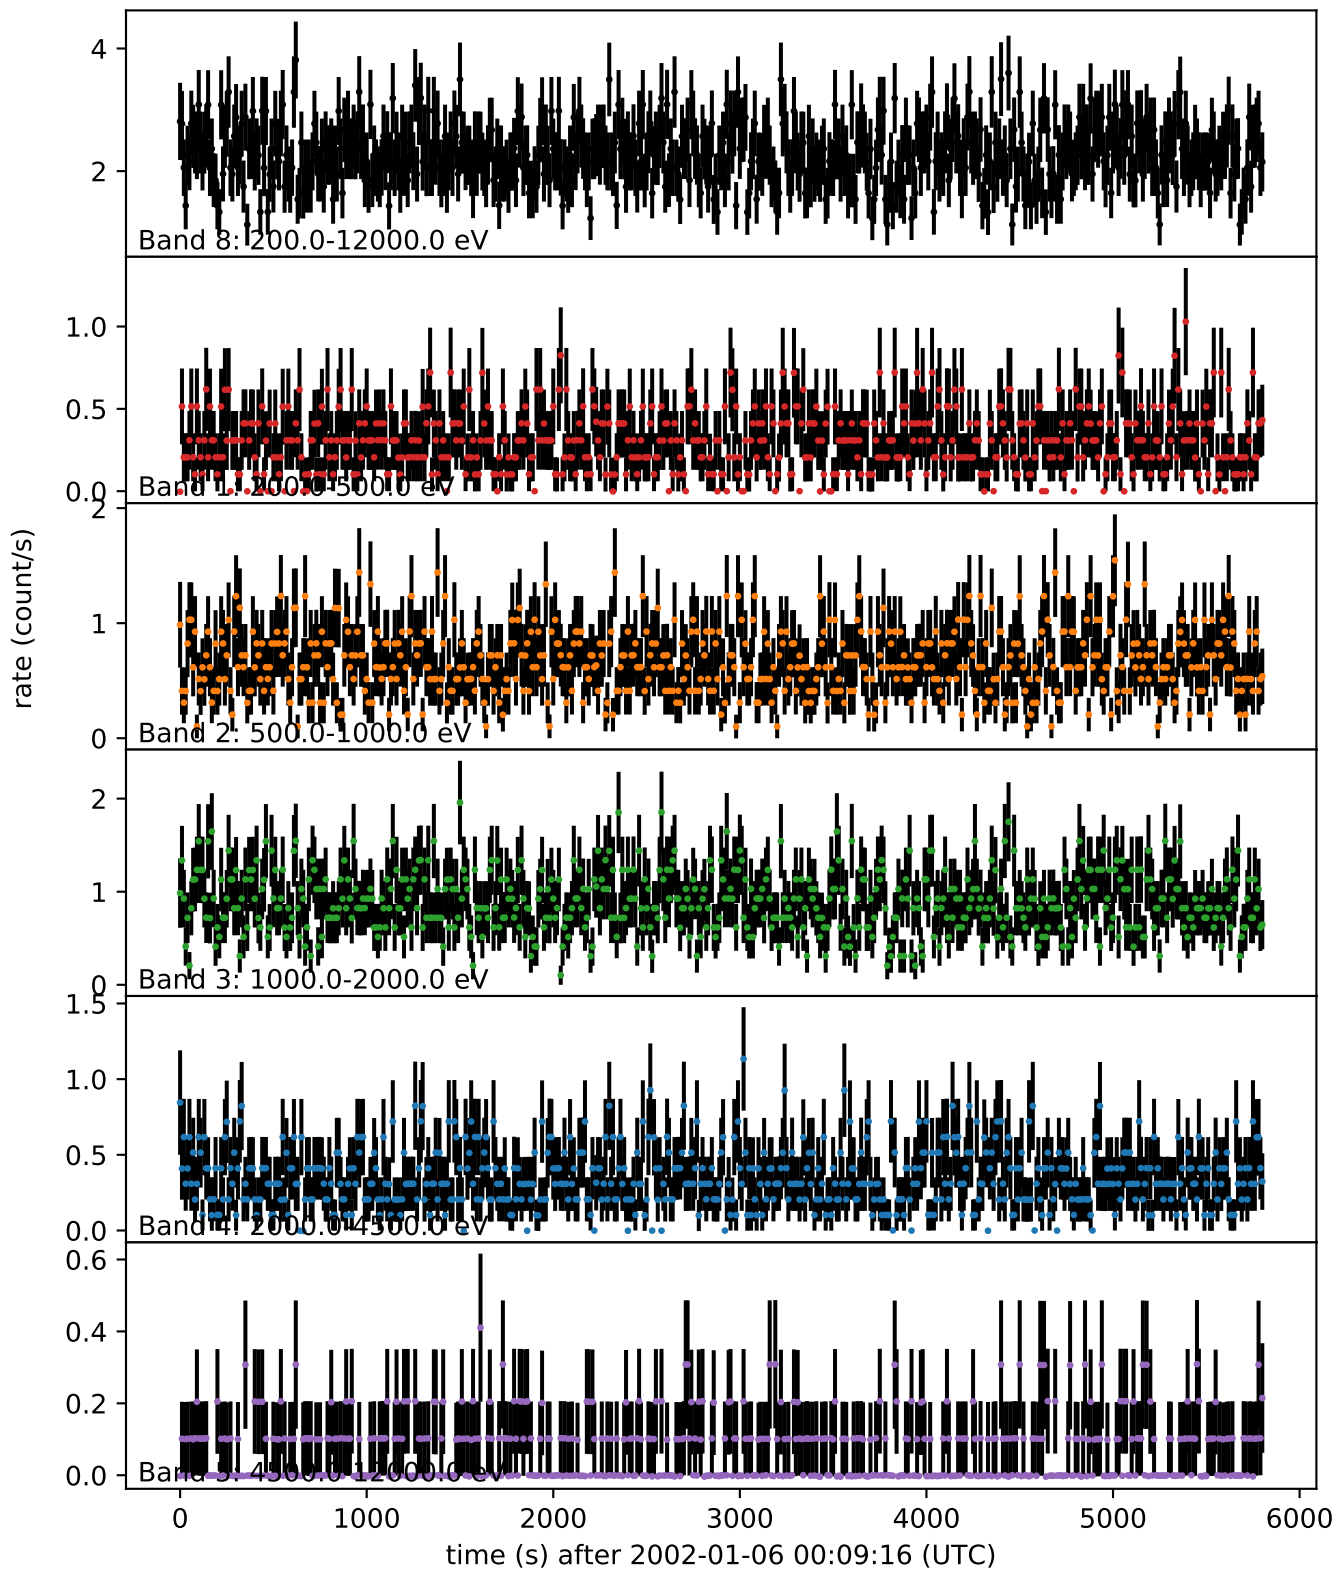 4
2
Band 8: 200.0-12000.0 eV
1.0
0.5
0.0
Band 1: 200.0-500.0 eV
2
1
0
Band 2: 500.0-1000.0 eV
rate (count/s)
2
1
0
Band 3: 1000.0-2000.0 eV
1.5
1.0
0.5
0.0
Band 4: 2000.0-4500.0 eV
0.6
0.4
0.2
0.0
Band 5: 4500.0-12000.0 eV
0 1000 2000 3000 4000 5000 6000
time (s) after 2002-01-06 00:09:16 (UTC)